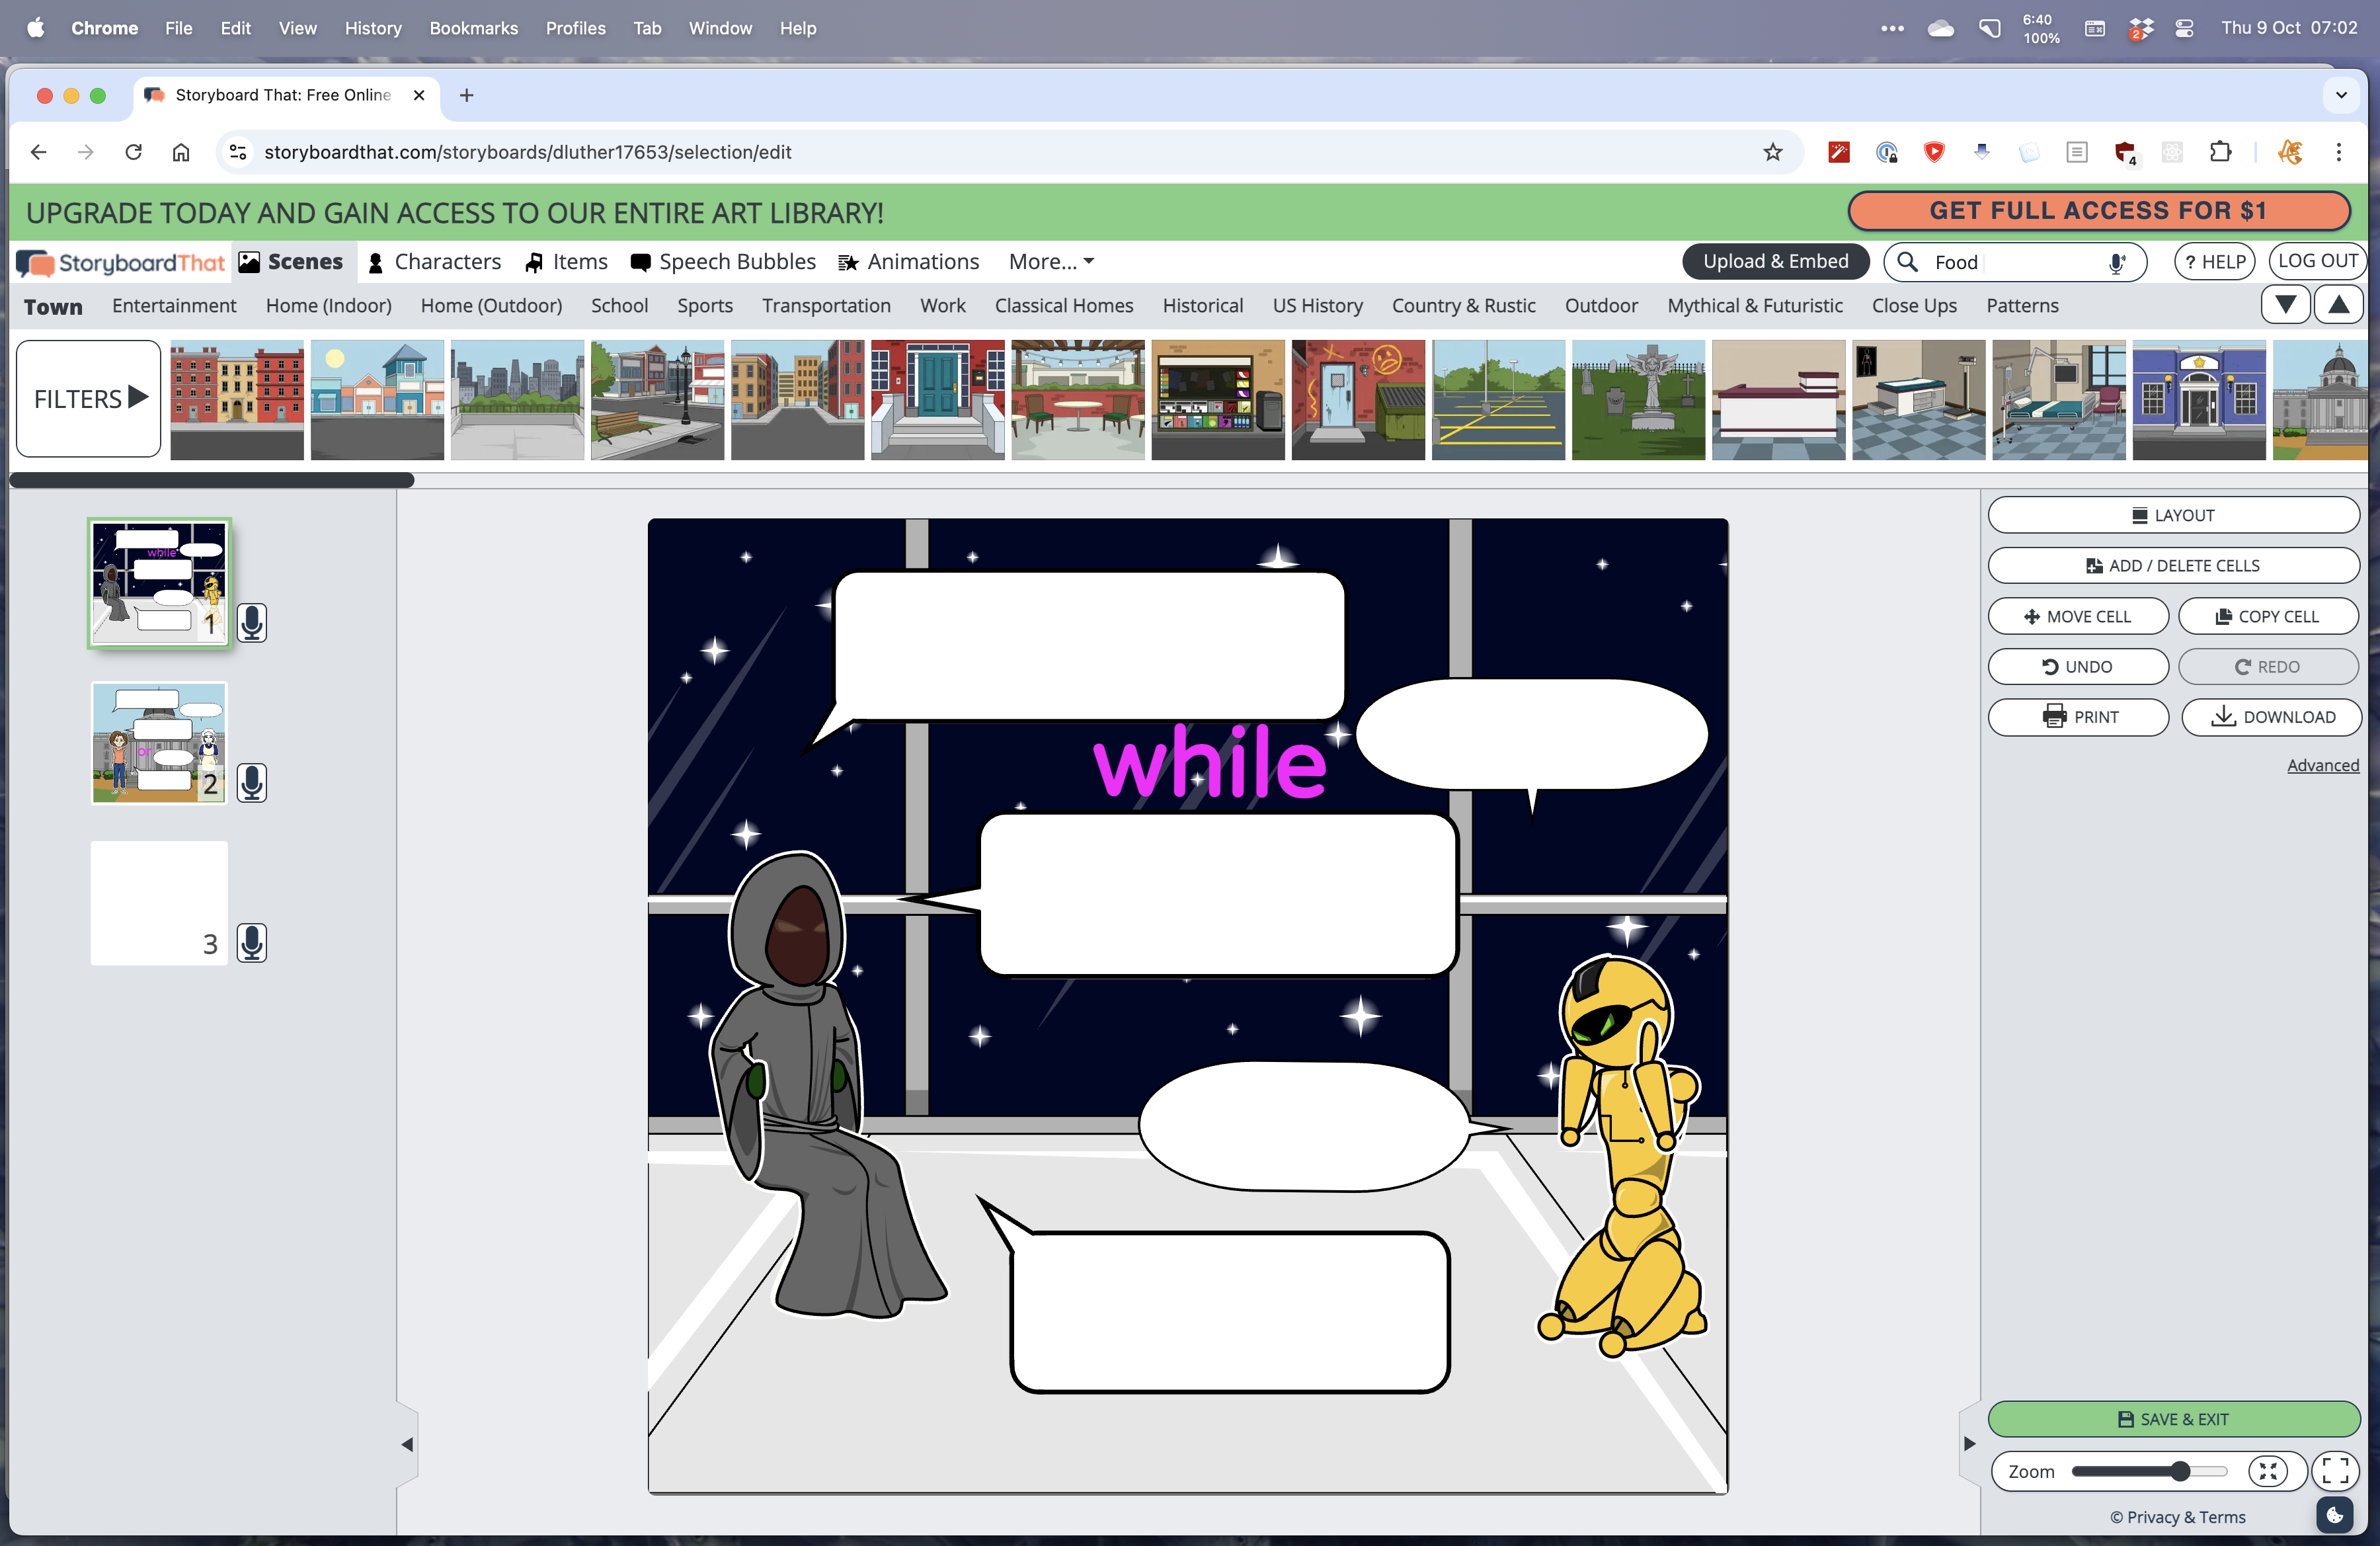 Chrome File Edit View History Bookmarks Profiles Tab Window Help
6:40
100%
2
Thu 9 Oct 07:02
Storyboard That: Free Online
storyboardthat.com/storyboards/dluther17653/selection/edit
4
UPGRADE TODAY AND GAIN ACCESS TO OUR ENTIRE ART LIBRARY!
GET FULL ACCESS FOR $1
StoryboardThat Scenes Characters Items Speech Bubbles Animations More...
Upload & Embed
Food
? HELP
LOG OUT
Town Entertainment Home (Indoor) Home (Outdoor) School Sports Transportation Work Classical Homes Historical US History Country & Rustic Outdoor Mythical & Futuristic Close Ups Patterns
FILTERS
while
1
or
2
3
while
LAYOUT
ADD / DELETE CELLS
MOVE CELL
COPY CELL
UNDO
REDO
PRINT
DOWNLOAD
Advanced
SAVE & EXIT
Zoom
© Privacy & Terms